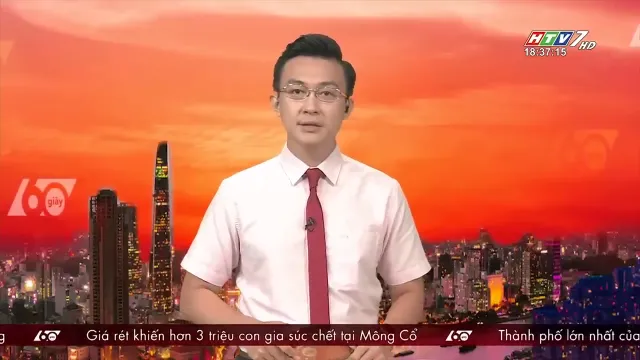 HTV7 HD
18:37:15
60 giây
g 60 Giá rét khiến hơn 3 triệu con gia súc chết tại Mông Cổ 60 Thành phố lớn nhất của